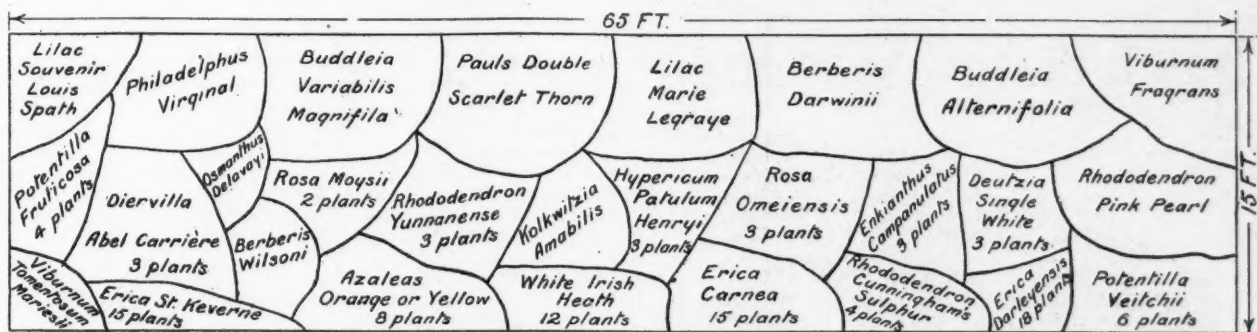 65 FT.
15 FT.
Lilac
Souvenir
Louis
Spath
Philadelphus
Virginal
Buddleia
Variabilis
Magnifila
Pauls Double
Scarlet Thorn
Lilac
Marie
Legraye
Berberis
Darwinii
Buddleia
Alternifolia
Viburnum
Fragrans
Potentilla
Fruticosa
4 plants
Diervilla
Abel Carrière
3 plants
Osmanthus
Delavayi
Berberis
Wilsoni
Rosa Moysii
2 plants
Rhododendron
Yunnanense
3 plants
Kolkwitzia
Amabilis
Hypericum
Patulum
Henryi
3 plants
Rosa
Omeiensis
3 plants
Enkianthus
Campanulatus
3 plants
Deutzia
Single
White
3 plants
Rhododendron
Pink Pearl
Viburnum
Tomentosum
Mariesii
Erica St. Keverne
15 plants
Azaleas
Orange or Yellow
8 plants
White Irish
Heath
12 plants
Erica
Carnea
15 plants
Rhododendron
Cunningham's
Sulphur
4 plants
Erica
Darleyensis
18 plants
Potentilla
Veitchii
6 plants